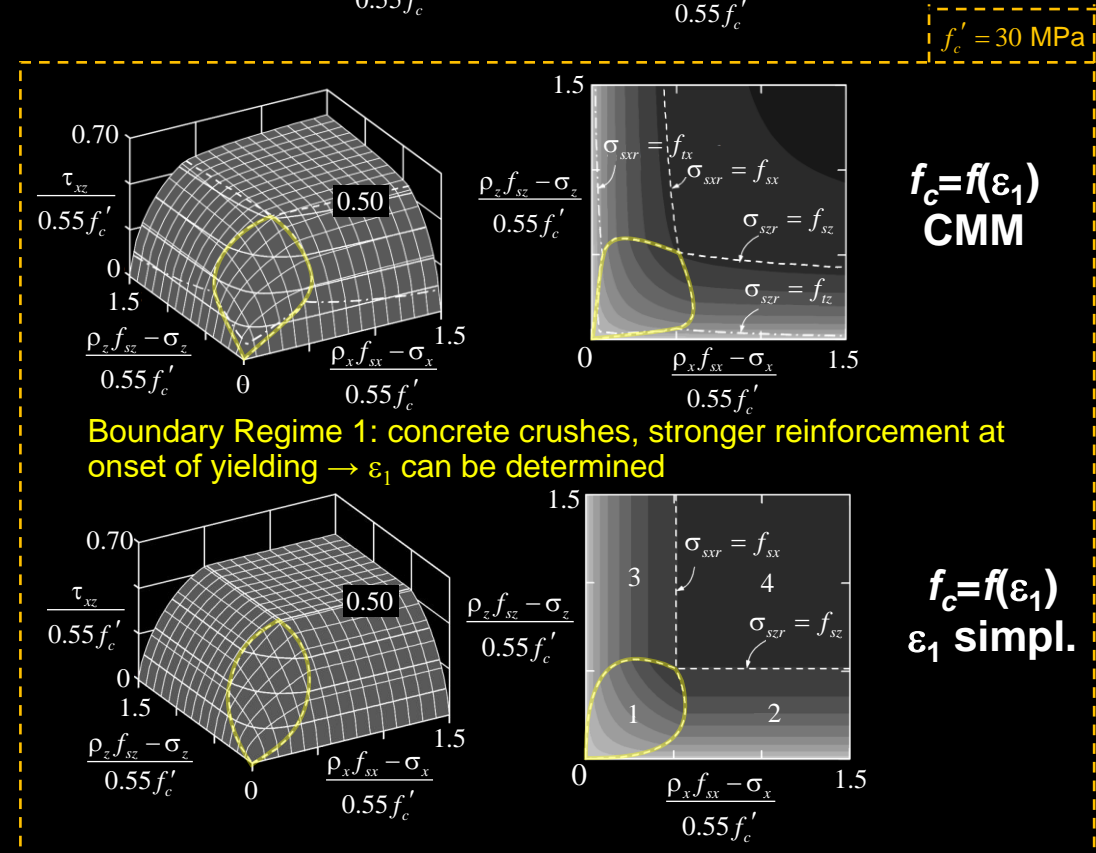 0.55f_c
0.55f_c'
f_c' = 30 MPa
0.70
τ_xz
0.55f_c'
0
1.5
ρ_z f_sz − σ_z
0.55f_c'
0
ρ_x f_sx − σ_x
0.55f_c'
1.5
0.50
1.5
ρ_z f_sz − σ_z
0.55f_c'
σ_sxr = f_tx
σ_sxr = f_sx
σ_szr = f_sz
σ_szr = f_tz
0
ρ_x f_sx − σ_x
0.55f_c'
1.5
f_c=f(ε_1)
CMM
Boundary Regime 1: concrete crushes, stronger reinforcement at
onset of yielding → ε_1 can be determined
0.70
τ_xz
0.55f_c'
0
1.5
ρ_z f_sz − σ_z
0.55f_c'
0
ρ_x f_sx − σ_x
0.55f_c'
1.5
0.50
1.5
ρ_z f_sz − σ_z
0.55f_c'
σ_sxr = f_sx
3
4
σ_szr = f_sz
1
2
0
ρ_x f_sx − σ_x
0.55f_c'
1.5
f_c=f(ε_1)
ε_1 simpl.